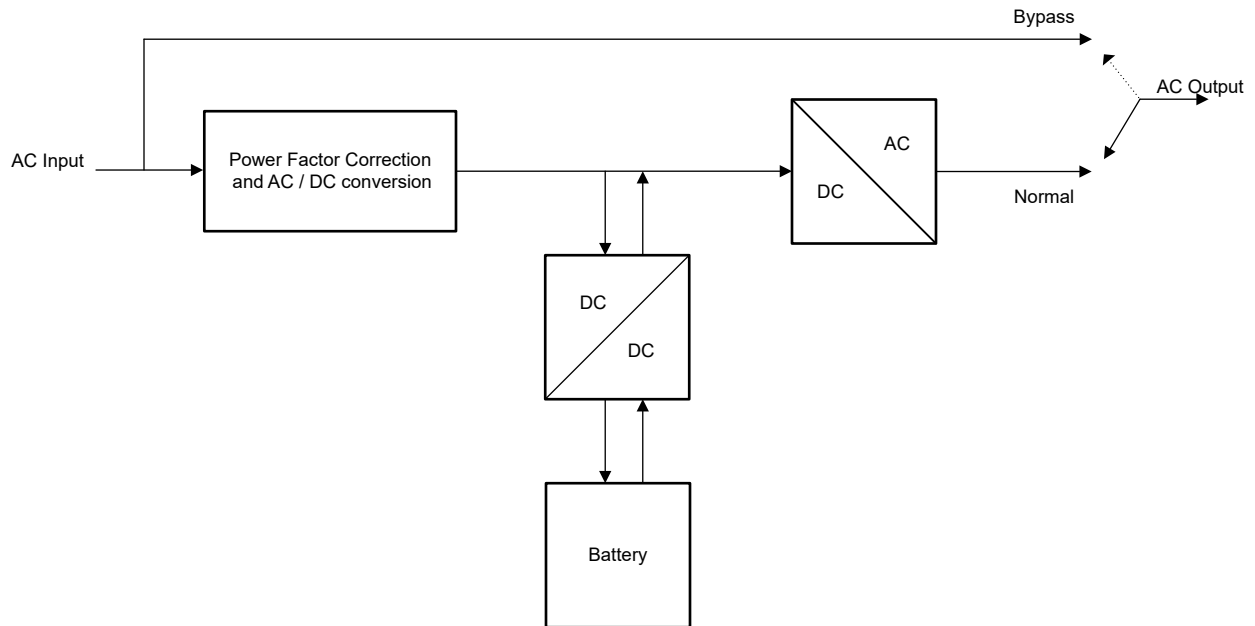 Bypass
AC Output
AC Input
Power Factor Correction
and AC / DC conversion
AC
DC
Normal
DC
DC
Battery